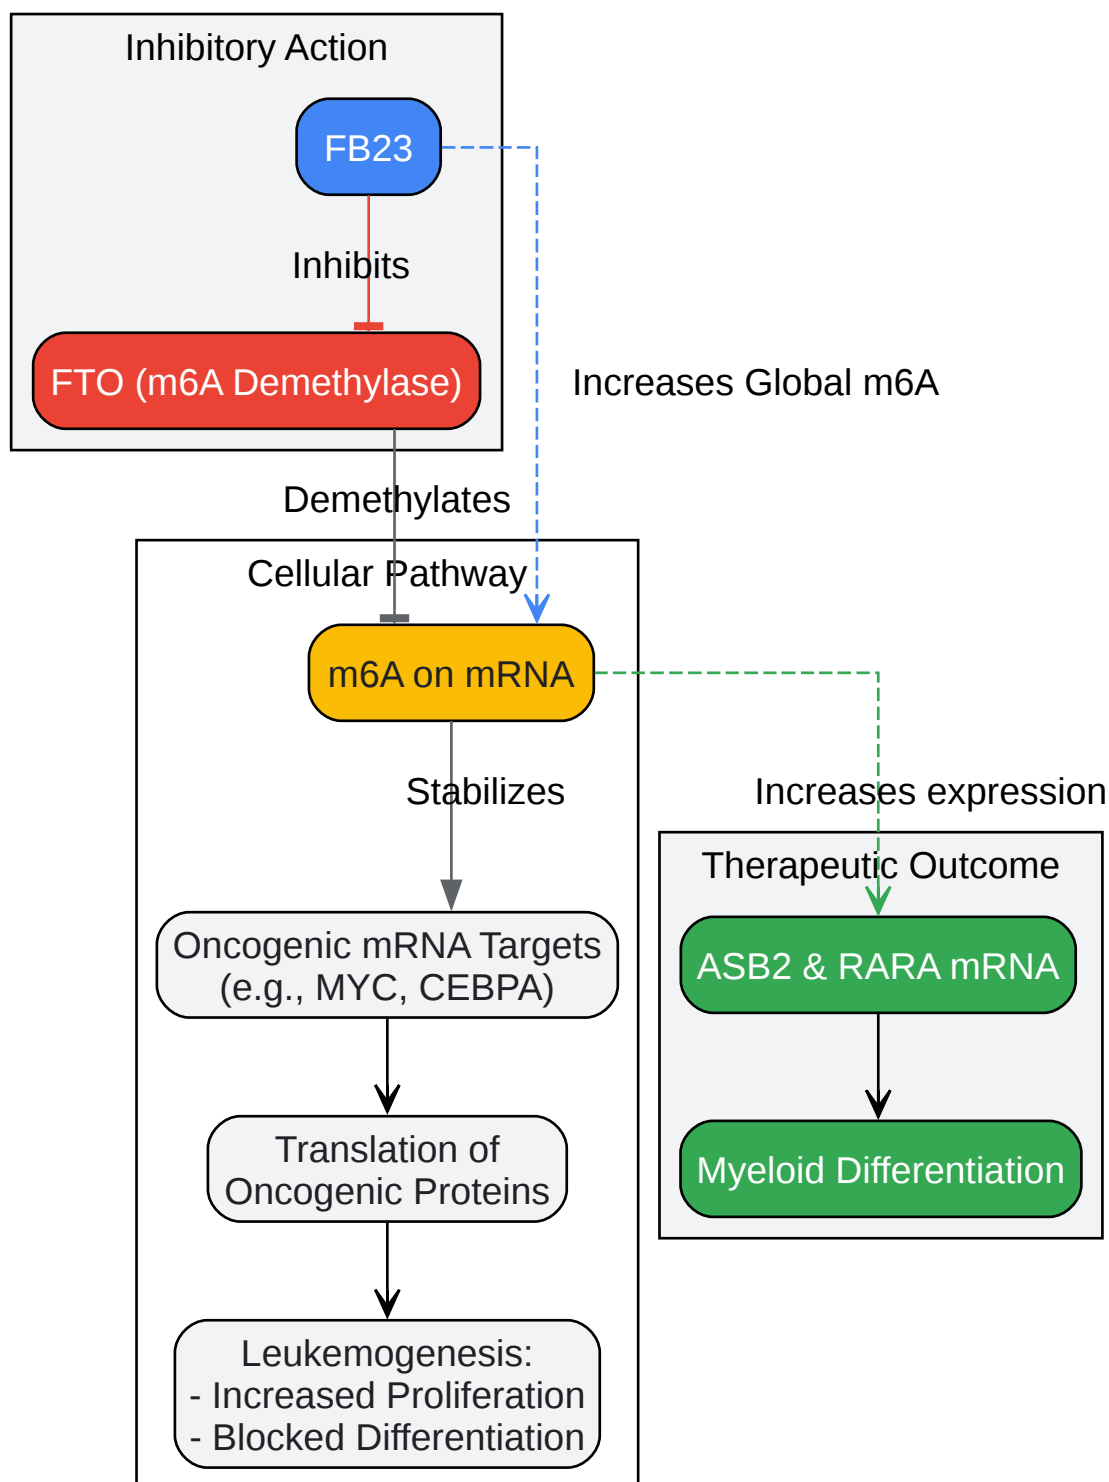 Inhibitory Action
FB23
Inhibits
FTO (m6A Demethylase)
Increases Global m6A
Demethylates
Cellular Pathway
m6A on mRNA
Stabilizes
Increases expression
Therapeutic Outcome
Oncogenic mRNA Targets
(e.g., MYC, CEBPA)
ASB2 & RARA mRNA
Translation of
Oncogenic Proteins
Myeloid Differentiation
Leukemogenesis:
- Increased Proliferation
- Blocked Differentiation